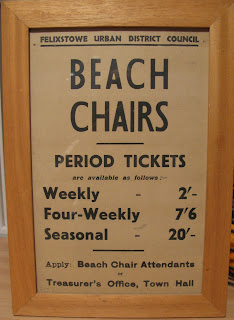 FELIXSTOWE URBAN DISTRICT COUNCIL
BEACH
CHAIRS
PERIOD TICKETS
are available as follows :—
Weekly - 2'-
Four-Weekly 7'6
Seasonal - 20'-
Apply: Beach Chair Attendants
or
Treasurer's Office, Town Hall